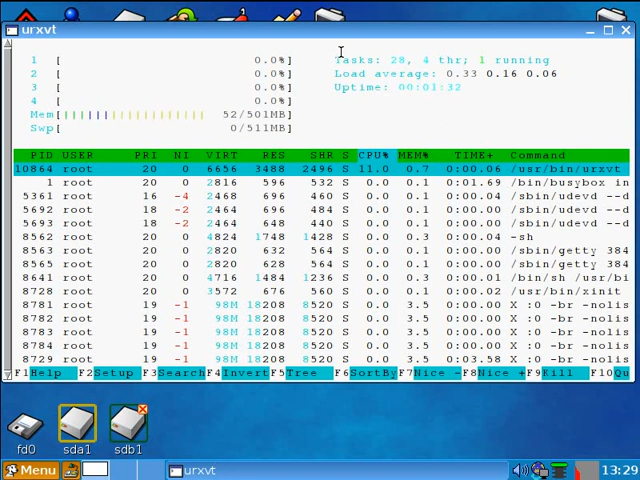 urxvt
1 [ 0.0%] Tasks: 28, 4 thr; 1 running
2 [ 0.0%] Load average: 0.33 0.16 0.06
3 [ 0.0%] Uptime: 00:01:32
4 [ 0.0%]
Mem[|||||||||||||||||| 52/501MB]
Swp[ 0/511MB]
PID USER PRI NI VIRT RES SHR S CPU% MEM% TIME+ Command
10864 root 20 0 6656 3488 2496 S 11.0 0.7 0:00.06 /usr/bin/urxvt
1 root 20 0 2816 596 532 S 0.0 0.1 0:01.69 /bin/busybox in
5361 root 16 -4 2468 696 460 S 0.0 0.1 0:00.04 /sbin/udevd --d
5692 root 18 -2 2464 696 484 S 0.0 0.1 0:00.00 /sbin/udevd --d
5693 root 18 -2 2464 648 440 S 0.0 0.1 0:00.00 /sbin/udevd --d
8562 root 20 0 4824 1748 1428 S 0.0 0.3 0:00.04 -sh
8563 root 20 0 2820 632 564 S 0.0 0.1 0:00.00 /sbin/getty 384
8565 root 20 0 2820 628 564 S 0.0 0.1 0:00.00 /sbin/getty 384
8641 root 20 0 4716 1484 1236 S 0.0 0.3 0:00.01 /bin/sh /usr/bi
8728 root 20 0 3572 676 560 S 0.0 0.1 0:00.02 /usr/bin/xinit
8781 root 19 -1 98M 18208 8520 S 0.0 3.5 0:00.00 X :0 -br -nolis
8782 root 19 -1 98M 18208 8520 S 0.0 3.5 0:00.00 X :0 -br -nolis
8783 root 19 -1 98M 18208 8520 S 0.0 3.5 0:00.00 X :0 -br -nolis
8784 root 19 -1 98M 18208 8520 S 0.0 3.5 0:00.00 X :0 -br -nolis
8729 root 19 -1 98M 18208 8520 S 0.0 3.5 0:03.58 X :0 -br -nolis
F1Help F2Setup F3SearchF4InvertF5Tree F6SortByF7Nice -F8Nice +F9Kill F10Qu
fd0 sda1 sdb1
Menu urxvt 13:29